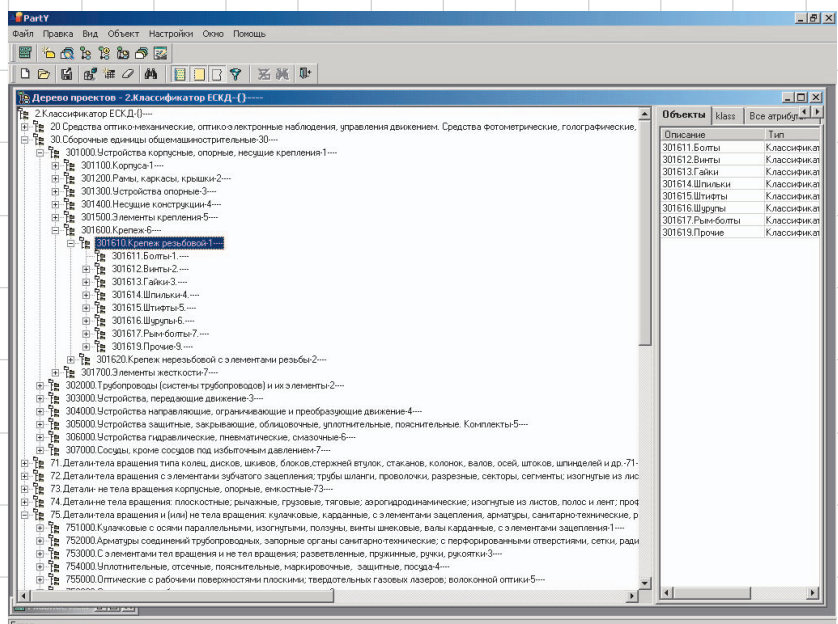 PartY
Файл Правка Вид Объект Настройки Окно Помощь
Дерево проектов - 2.Классификатор ЕСКД-{}-----
2.Классификатор ЕСКД-{}----
20 Средства оптико-механические, оптико-электронные наблюдения, управления движением. Средства фотометрические, голографические,
30.Сборочные единицы общемашиностроительные-30----
301000.Устройства корпусные, опорные, несущие крепления-1----
301100.Корпуса-1----
301200.Рамы, каркасы, крышки-2----
301300.Устройства опорные-3----
301400.Несущие конструкции-4----
301500.Элементы крепления-5----
301600.Крепеж-6----
301610.Крепеж резьбовой-1----
301611.Болты-1.----
301612.Винты-2.----
301613.Гайки-3.----
301614.Шпильки-4.----
301615.Штифты-5.----
301616.Шурупы-6.----
301617.Рым-болты-7.----
301619.Прочие-9.----
301620.Крепеж нерезьбовой с элементами резьбы-2----
301700.Элементы жесткости-7----
302000.Трубопроводы (системы трубопроводов) и их элементы-2----
303000.Устройства, передающие движение-3----
304000.Устройства направляющие, ограничивающие и преобразующие движение-4----
305000.Устройства защитные, закрывающие, облицовочные, уплотнительные, пояснительные. Комплекты-5----
306000.Устройства гидравлические, пневматические, смазочные-6----
307000.Сосуды, кроме сосудов под избыточным давлением-7----
71.Детали-тела вращения типа колец, дисков, шкивов, блоков,стержней втулок, стаканов, колонок, валов, осей, штоков, шпинделей и др.-71-
72.Детали-тела вращения с элементами зубчатого зацепления; трубы шланги, проволочки, разрезные, секторы, сегменты; изогнутые из лис
73.Детали- не тела вращения корпусные, опорные, емкостные-73----
74.Детали-не тела вращения: плоскостные; рычажные, грузовые, тяговые; аэрогидродинамические; изогнутые из листов, полос и лент; проф
75.Детали-тела вращения и (или) не тела вращения: кулачковые, карданные, с элементами зацепления, арматуры, санитарно-технические, р
751000.Кулачковые с осями параллельными, изогнутыми, ползуны, винты шнековые, валы карданные, с элементами зацепления-1----
752000.Арматуры соединений трубопроводных, запорные органы санитарно-технические; с перфорированными отверстиями, сетки, ради
753000.С элементами тел вращения и не тел вращения; разветвленные, пружинные, ручки, рукоятки-3----
754000.Уплотнительные, отсечные, пояснительные, маркировочные, защитные, посуда-4----
755000.Оптические с рабочими поверхностями плоскими; твердотельных газовых лазеров; волоконной оптики-5----
Объекты klass Все атрибу
Описание Тип
301611.Болты Классификат
301612.Винты Классификат
301613.Гайки Классификат
301614.Шпильки Классификат
301615.Штифты Классификат
301616.Шурупы Классификат
301617.Рым-болты Классификат
301619.Прочие Классификат